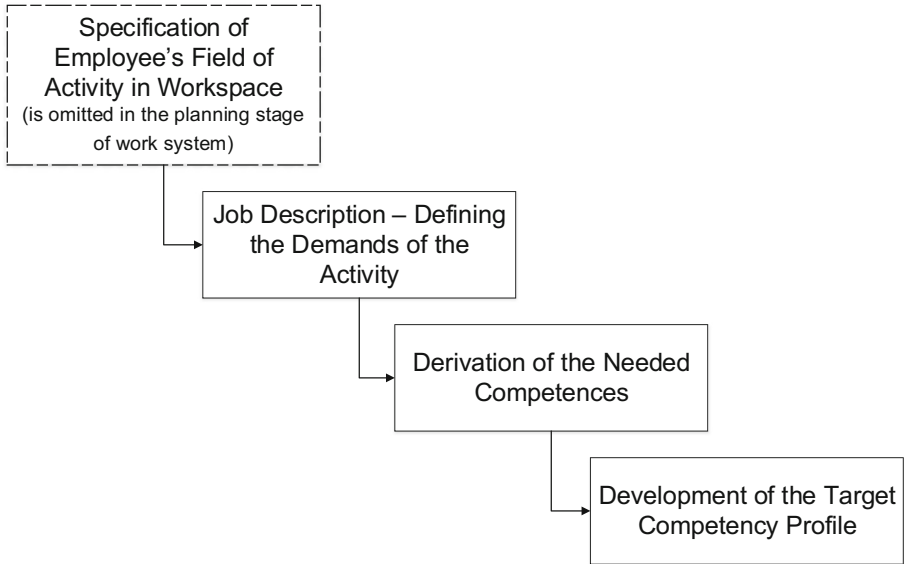 Specification of
Employee’s Field of
Activity in Workspace
(is omitted in the planning stage
of work system)
Job Description – Defining
the Demands of the
Activity
Derivation of the Needed
Competences
Development of the Target
Competency Profile